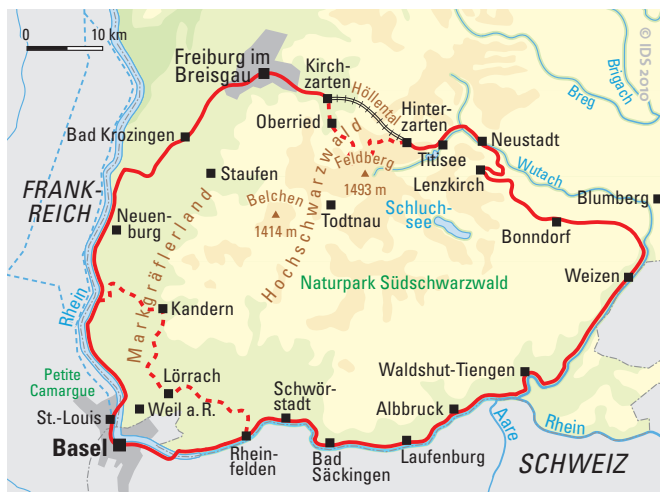 0
10 km
© IDS 2010
Brigach
Breg
Freiburg im
Breisgau
Kirch-
zarten
Höllental
Hinter-
zarten
Oberried
Bad Krozingen
Titisee
Neustadt
Feldberg
1493 m
Lenzkirch
Wutach
Staufen
FRANK-
REICH
Belchen
1414 m
Hochschwarzwald
Todtnau
Schluch-
see
Blumberg
Neuen-
burg
Bonndorf
Markgräflerland
Naturpark Südschwarzwald
Weizen
Rhein
Kandern
Petite
Camargue
Lörrach
Waldshut-Tiengen
Weil a.R.
Schwör-
stadt
Albbruck
St.-Louis
Basel
Rhein-
felden
Bad
Säckingen
Laufenburg
Aare
Rhein
SCHWEIZ